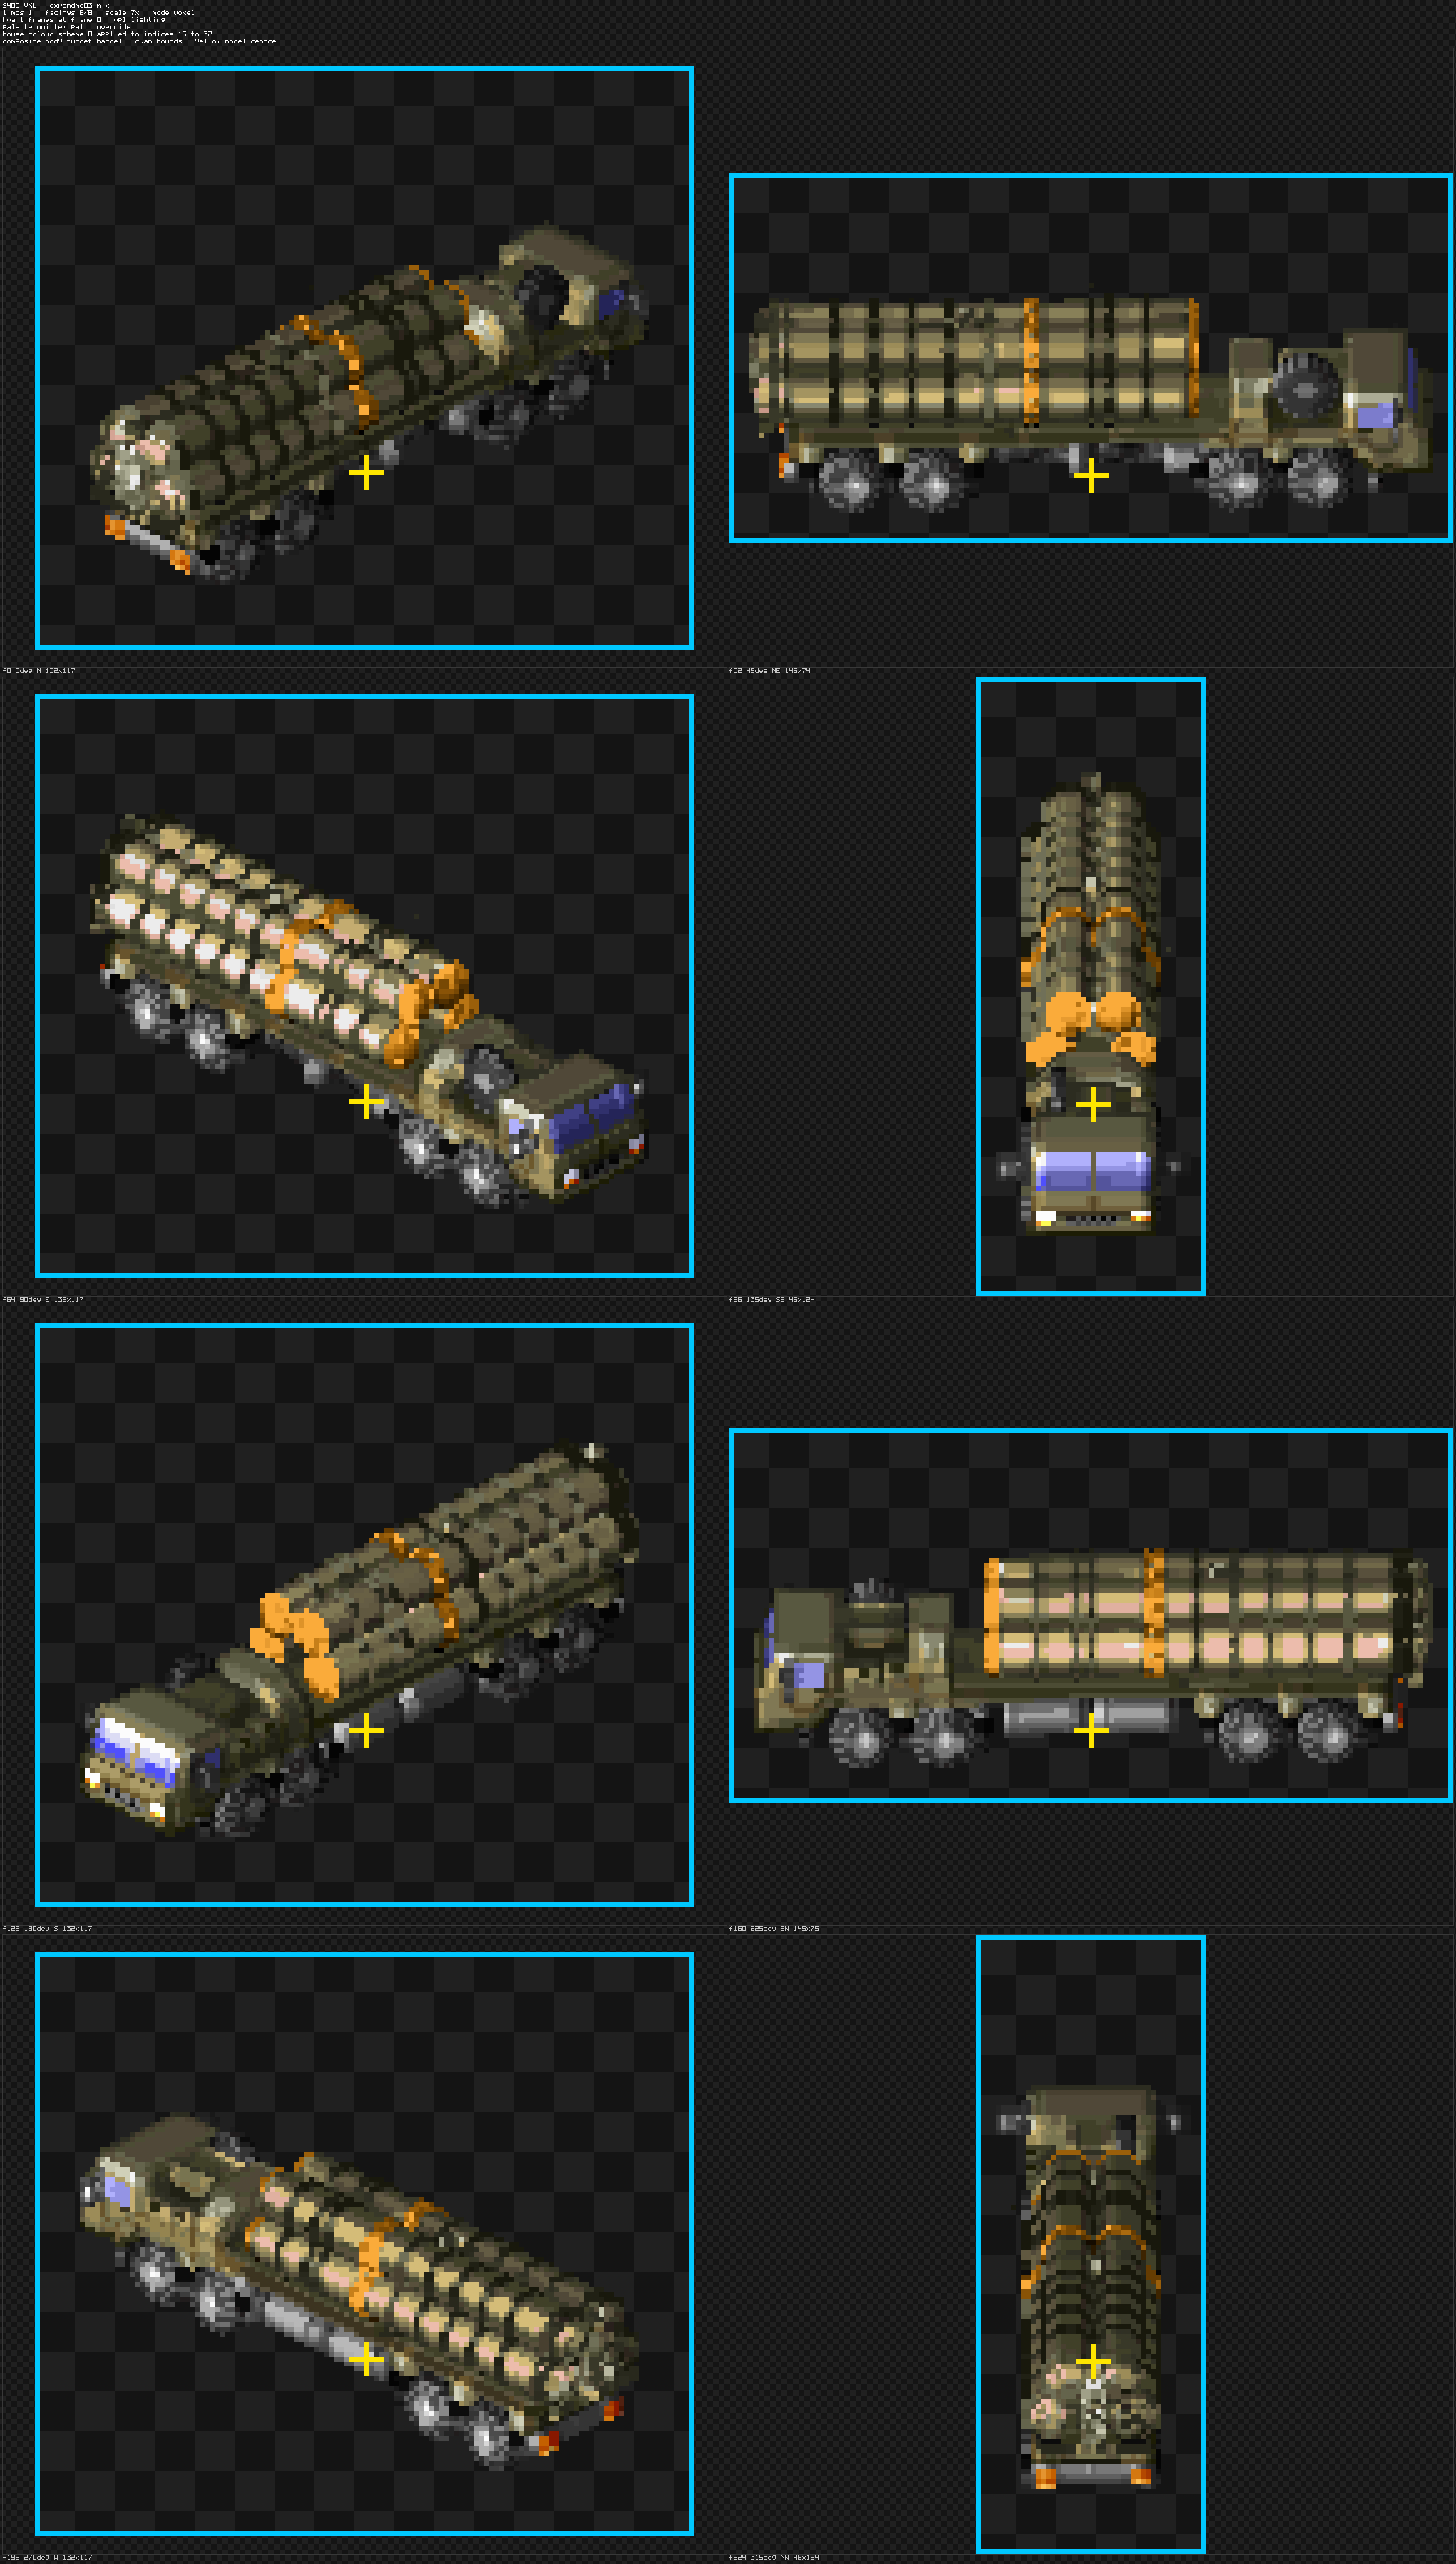 S400 VXL   expandmd03 mix
limbs 1   facings 8/8   scale 7x   mode voxel
hva 1 frames at frame 0   vpl lighting
Palette unittem pal   override
house colour scheme 0 applied to indices 16 to 32
composite body turret barrel   cyan bounds   yellow model centre
f0 0deg N 132x117
f32 45deg NE 145x74
f64 90deg E 132x117
f96 135deg SE 46x124
f128 180deg S 132x117
f160 225deg SW 145x75
f192 270deg W 132x117
f224 315deg NW 46x124